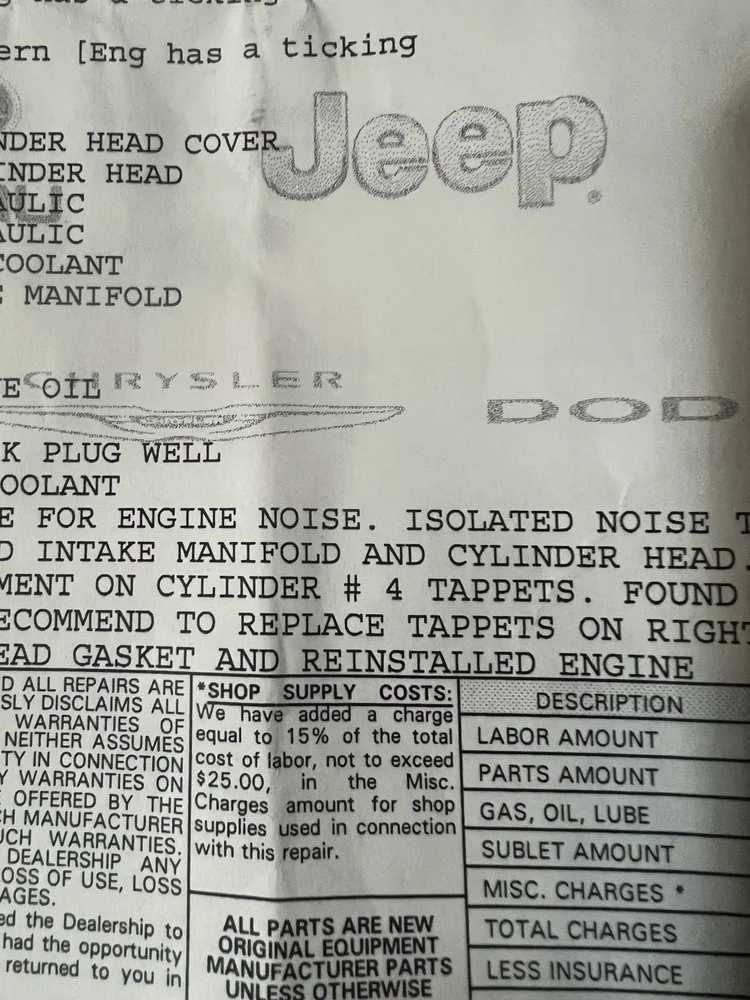 ern [Eng has a ticking
Jeep
NDER HEAD COVER
INDER HEAD
AULIC
AULIC
COOLANT
MANIFOLD
CHRYSLER
E OIL
DOD
K PLUG WELL
OOLANT
E FOR ENGINE NOISE. ISOLATED NOISE T
D INTAKE MANIFOLD AND CYLINDER HEAD.
MENT ON CYLINDER # 4 TAPPETS. FOUND
ECOMMEND TO REPLACE TAPPETS ON RIGHT
EAD GASKET AND REINSTALLED ENGINE
D ALL REPAIRS ARE
SLY DISCLAIMS ALL
WARRANTIES OF
NEITHER ASSUMES
TY IN CONNECTION
Y WARRANTIES ON
E OFFERED BY THE
CH MANUFACTURER
UCH WARRANTIES.
DEALERSHIP ANY
OSS OF USE, LOSS
AGES.
ed the Dealership to
had the opportunity
returned to you in
*SHOP SUPPLY COSTS:
We have added a charge
equal to 15% of the total
cost of labor, not to exceed
$25.00, in the Misc.
Charges amount for shop
supplies used in connection
with this repair.
ALL PARTS ARE NEW
ORIGINAL EQUIPMENT
MANUFACTURER PARTS
UNLESS OTHERWISE
DESCRIPTION
LABOR AMOUNT
PARTS AMOUNT
GAS, OIL, LUBE
SUBLET AMOUNT
MISC. CHARGES *
TOTAL CHARGES
LESS INSURANCE